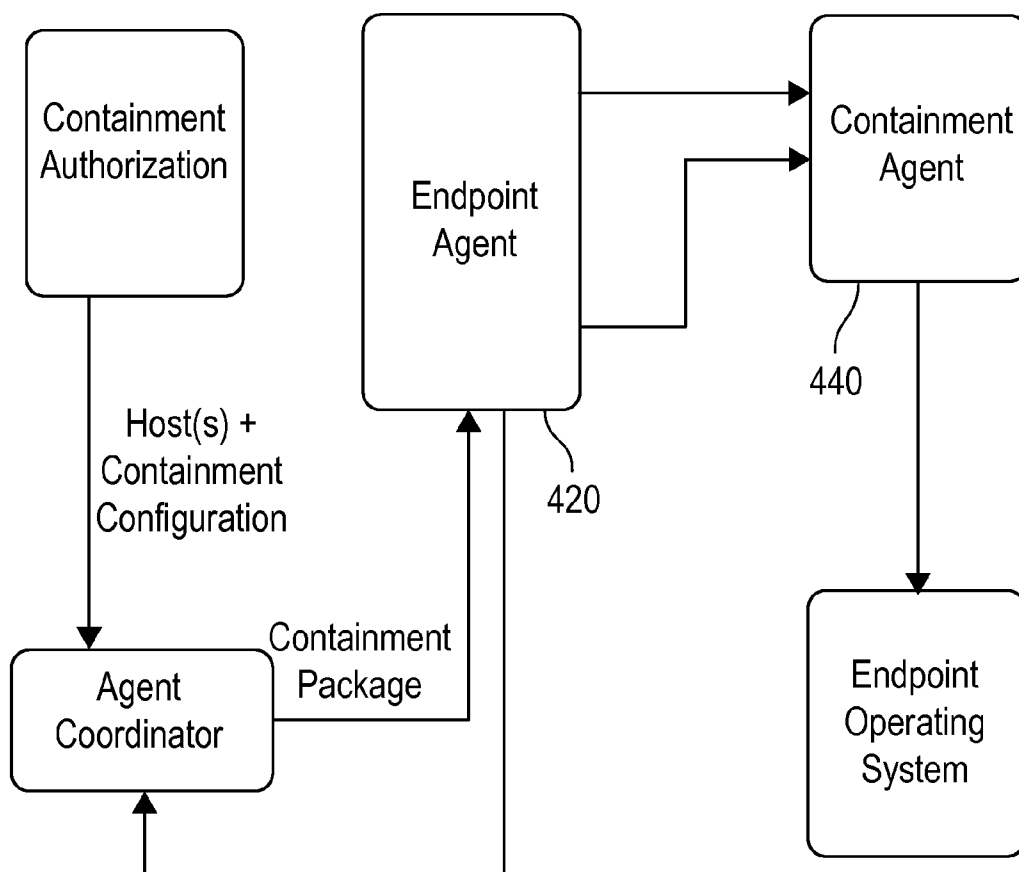 Containment
Authorization
Endpoint
Agent
Containment
Agent
440
420
Host(s) +
Containment
Configuration
Containment
Package
Agent
Coordinator
Endpoint
Operating
System